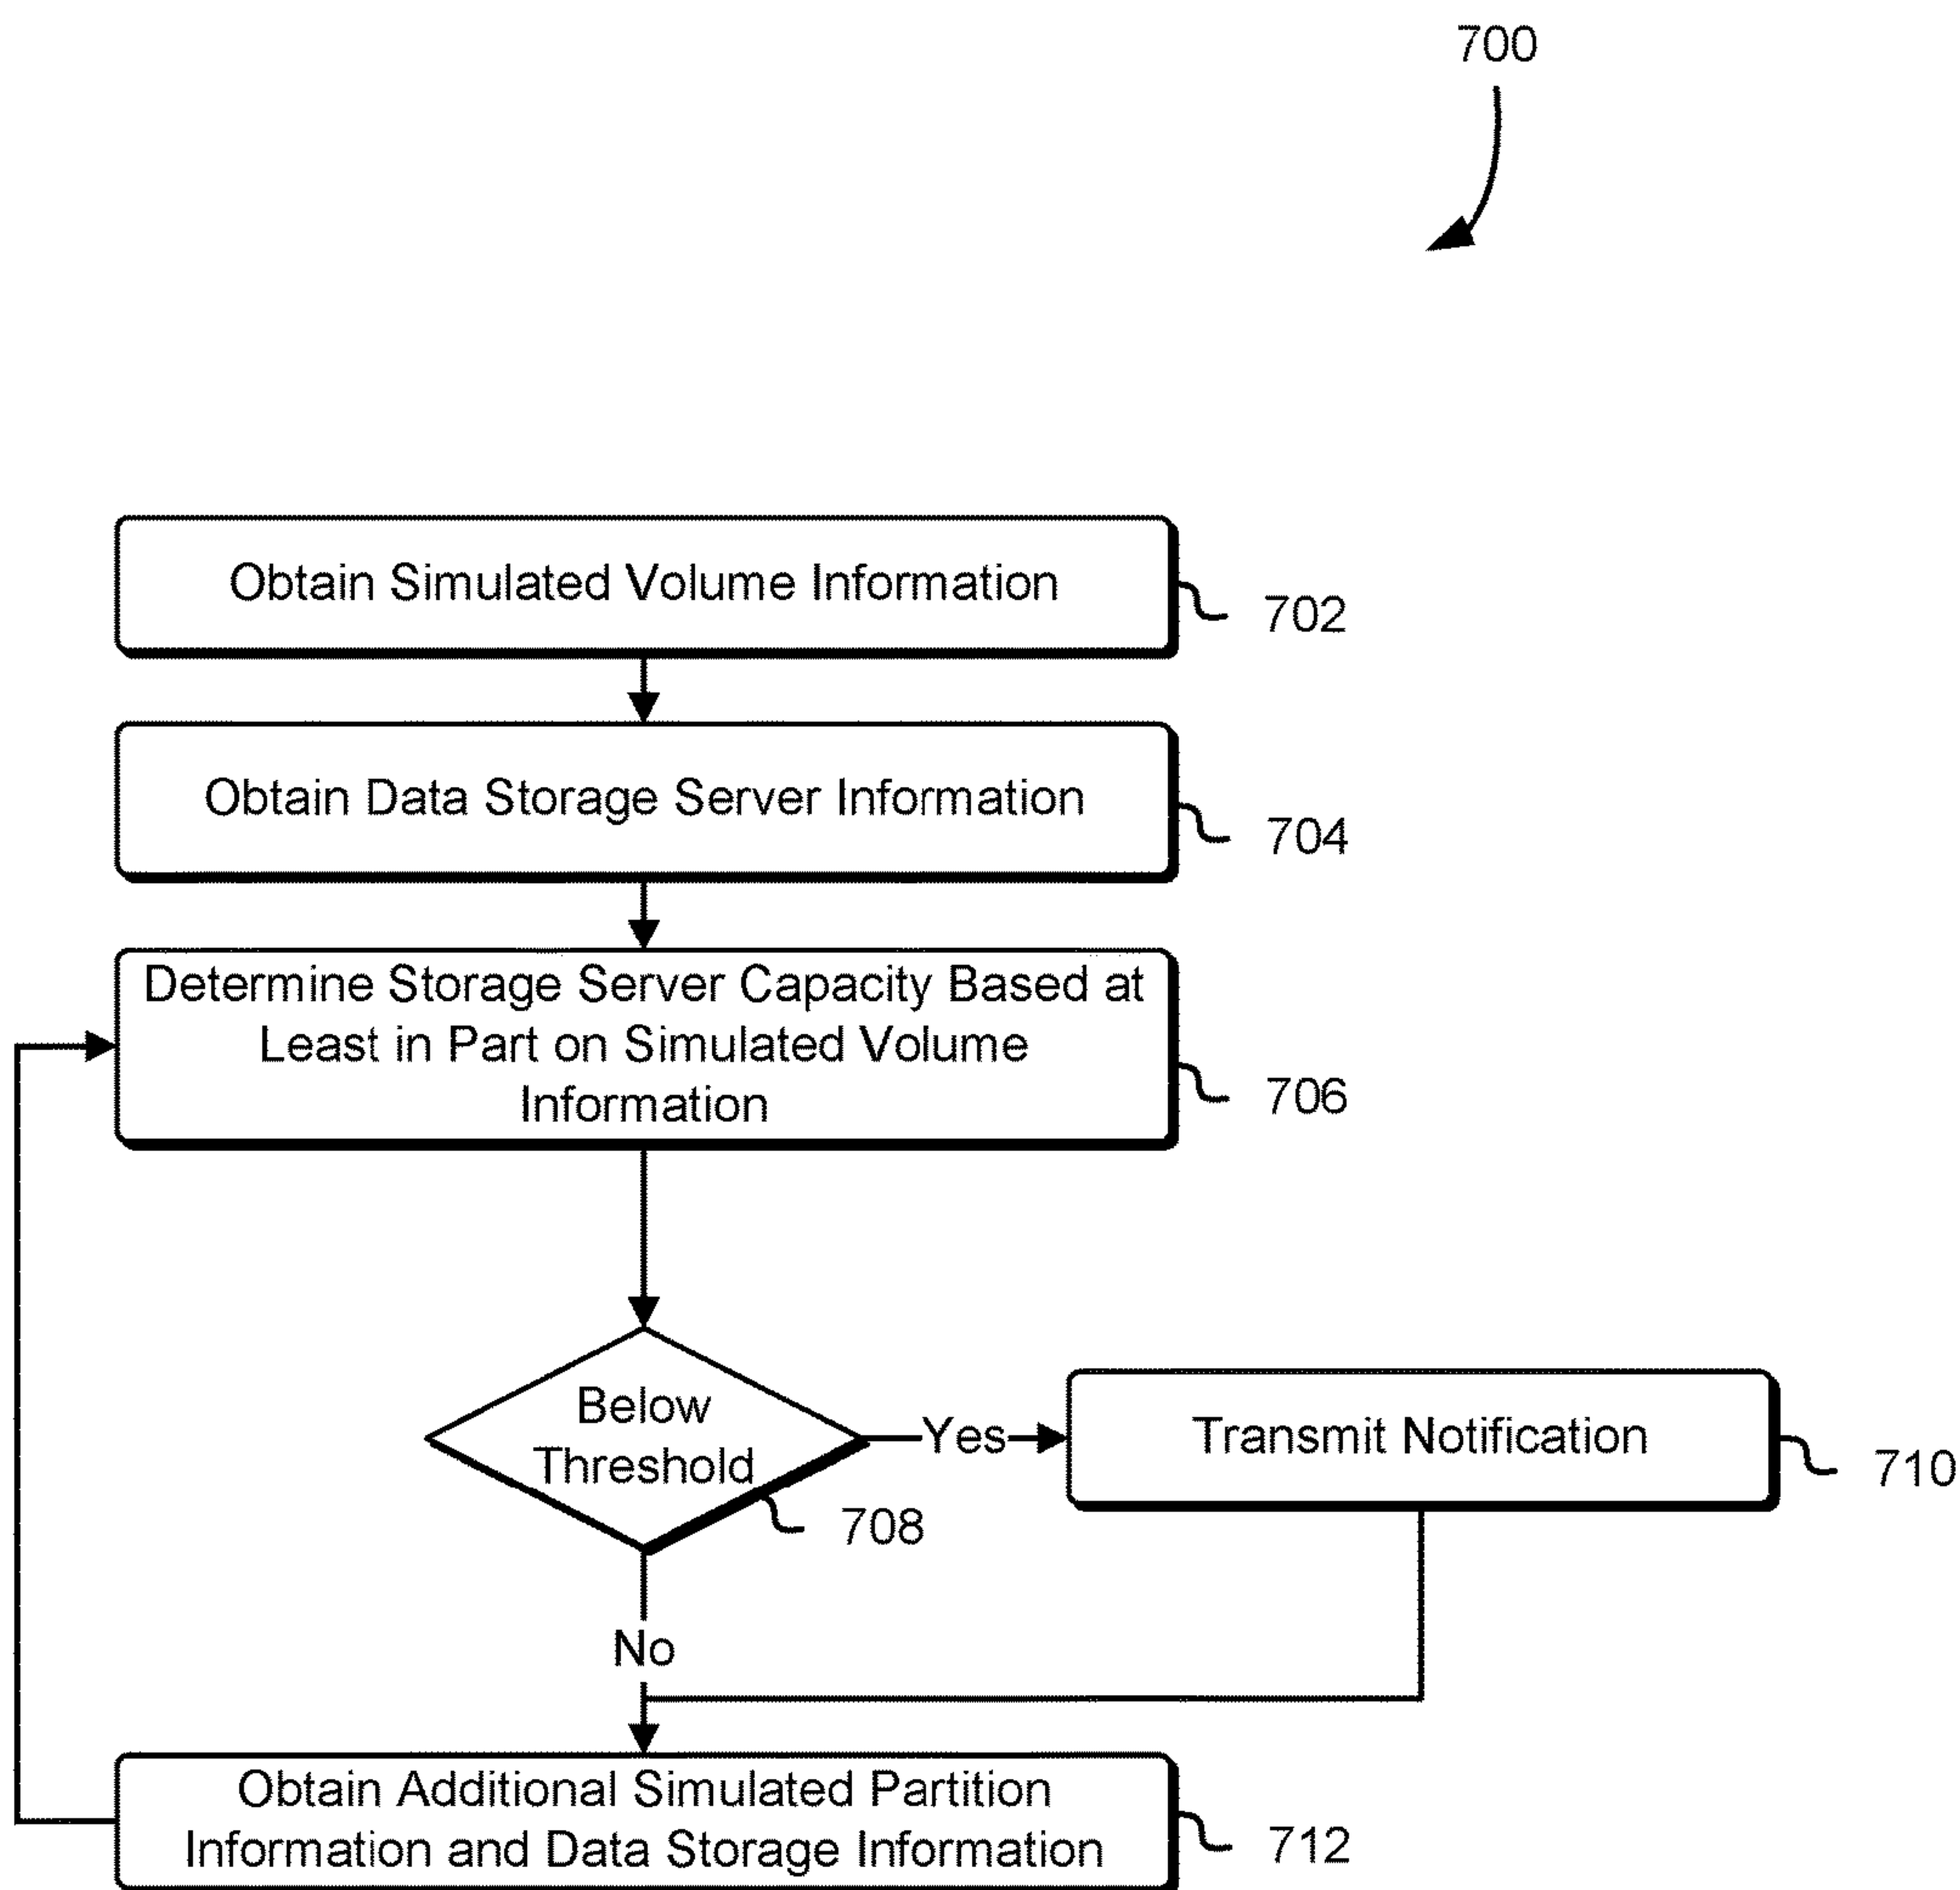 700
Obtain Simulated Volume Information
702
Obtain Data Storage Server Information
704
Determine Storage Server Capacity Based at
Least in Part on Simulated Volume
Information
706
Below
Threshold
708
Yes
Transmit Notification
710
No
Obtain Additional Simulated Partition
Information and Data Storage Information
712